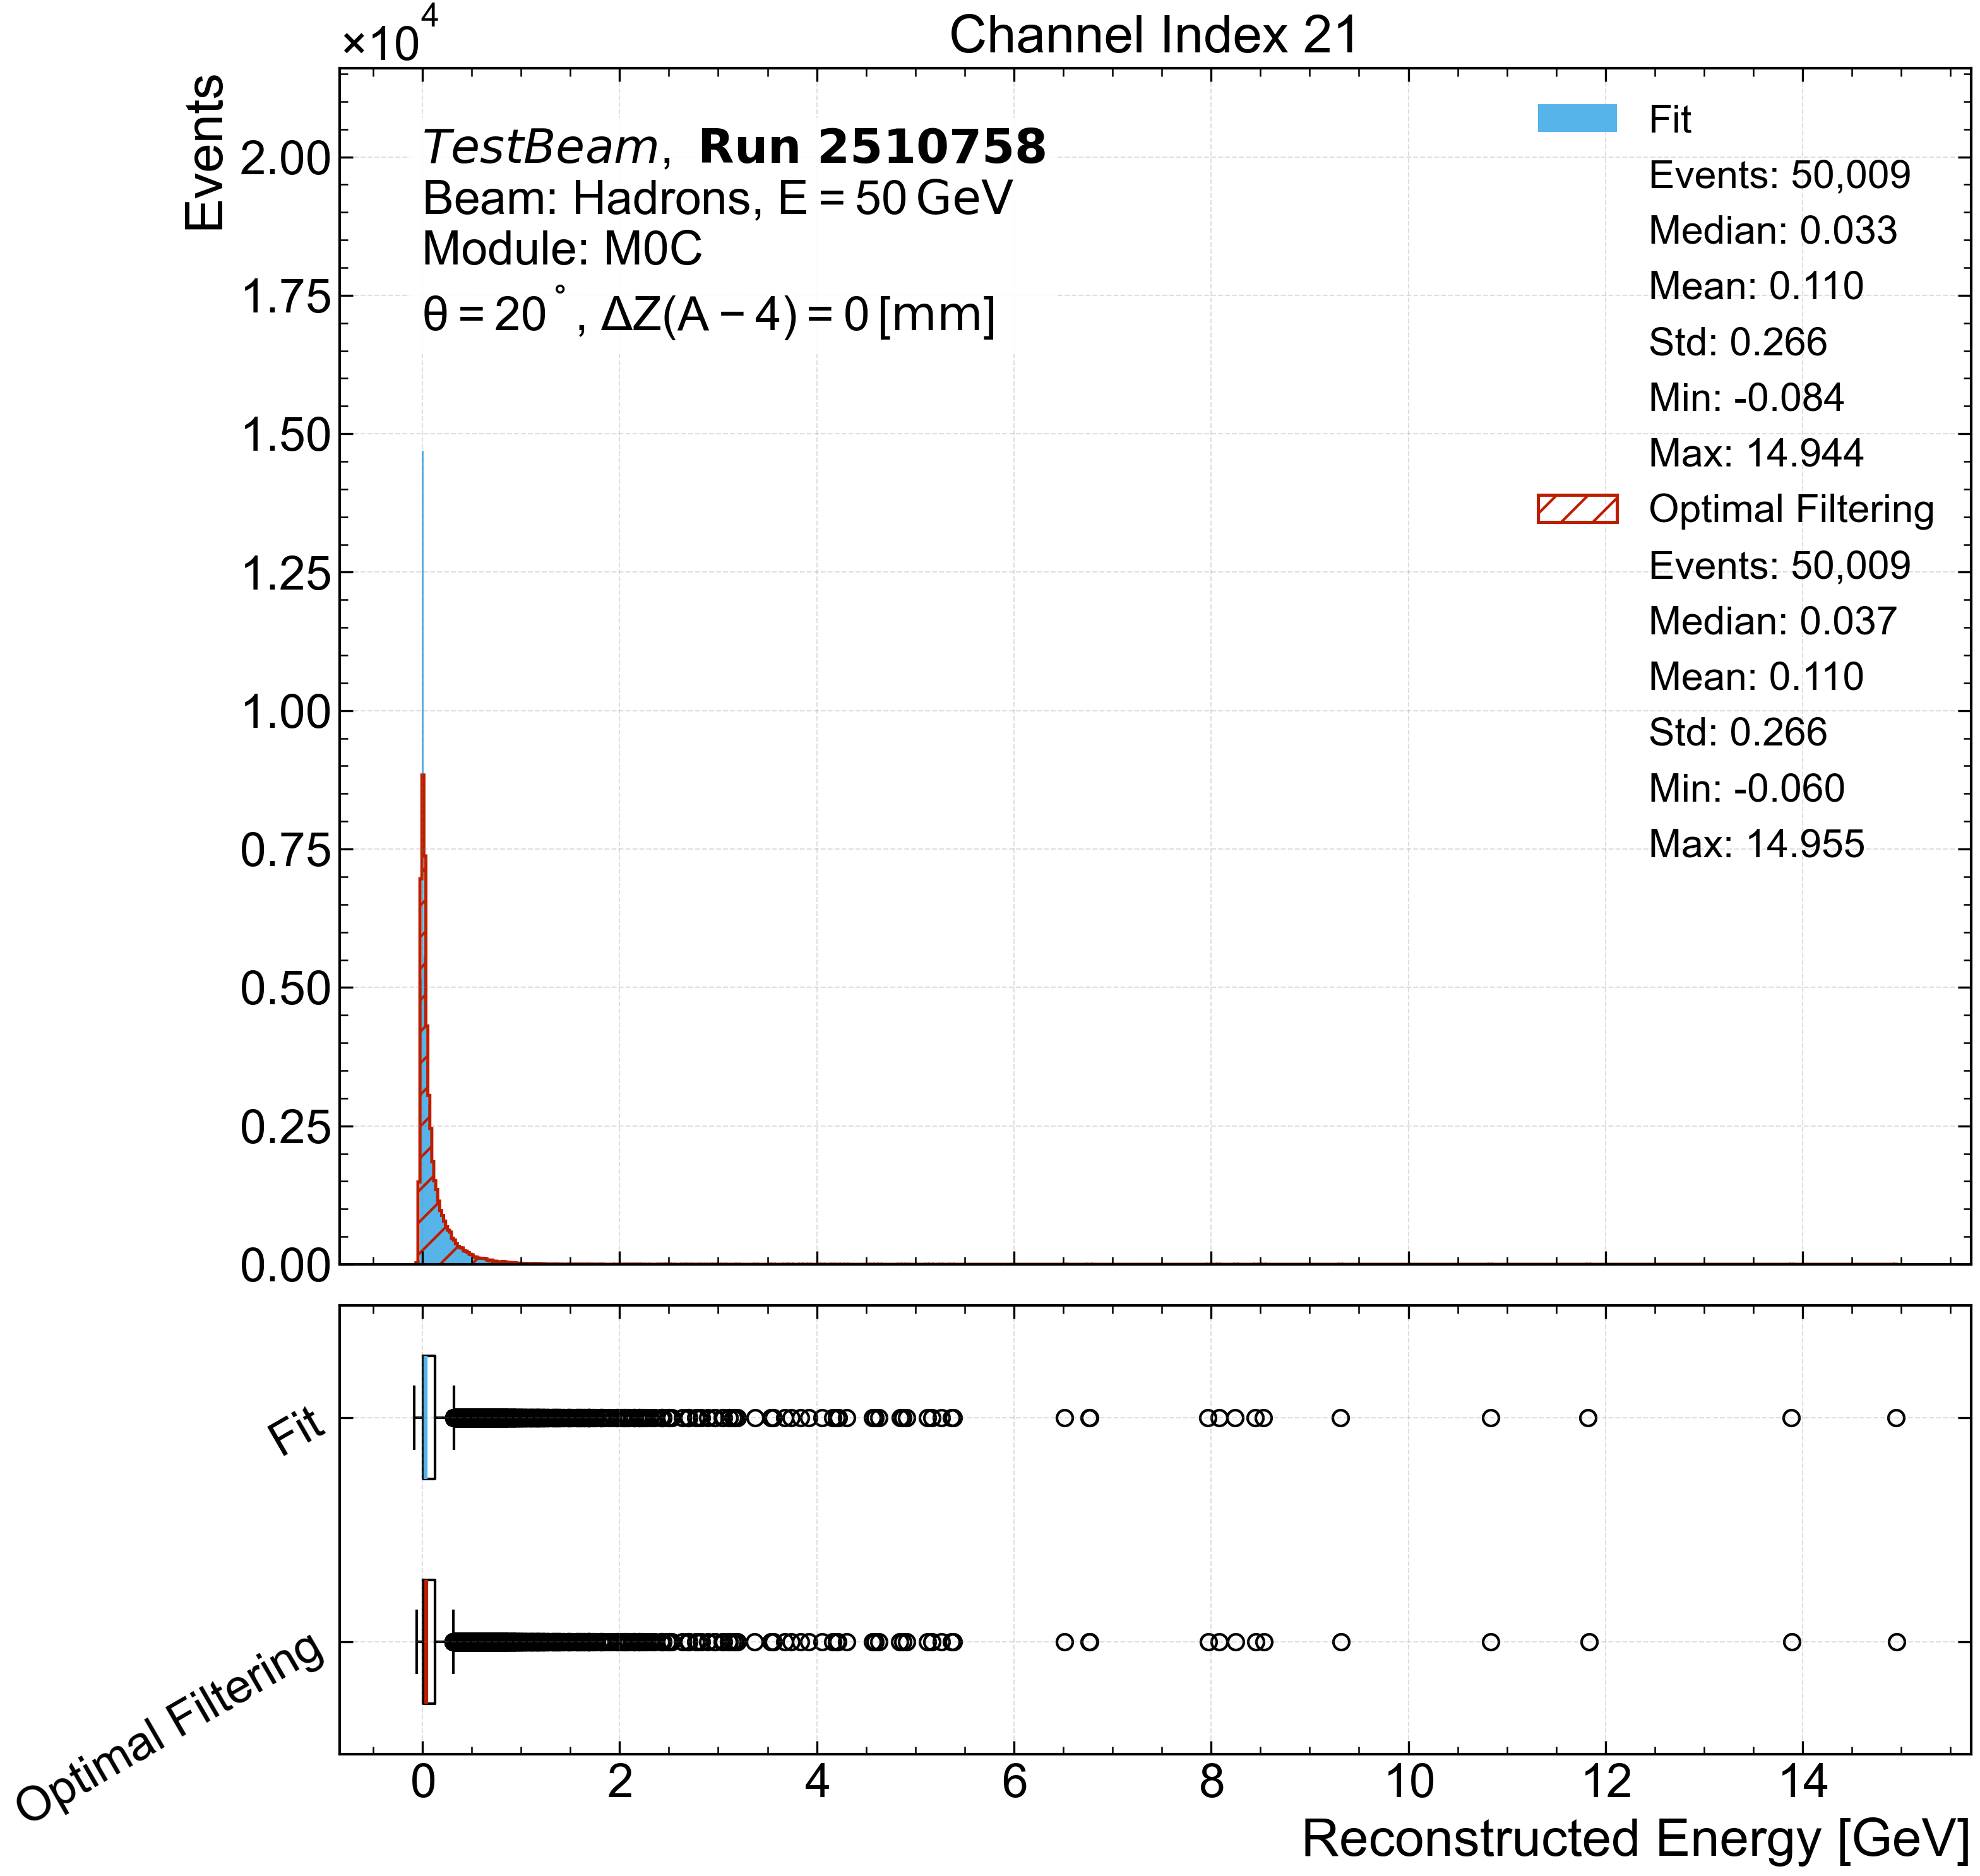 Channel Index 21
×10⁴
Events
2.00
1.75
1.50
1.25
1.00
0.75
0.50
0.25
0.00
TestBeam, Run 2510758
Beam: Hadrons, E = 50 GeV
Module: M0C
θ = 20°, ΔZ(A − 4) = 0 [mm]
Fit
Events: 50,009
Median: 0.033
Mean: 0.110
Std: 0.266
Min: -0.084
Max: 14.944
Optimal Filtering
Events: 50,009
Median: 0.037
Mean: 0.110
Std: 0.266
Min: -0.060
Max: 14.955
Fit
Optimal Filtering
0 2 4 6 8 10 12 14
Reconstructed Energy [GeV]